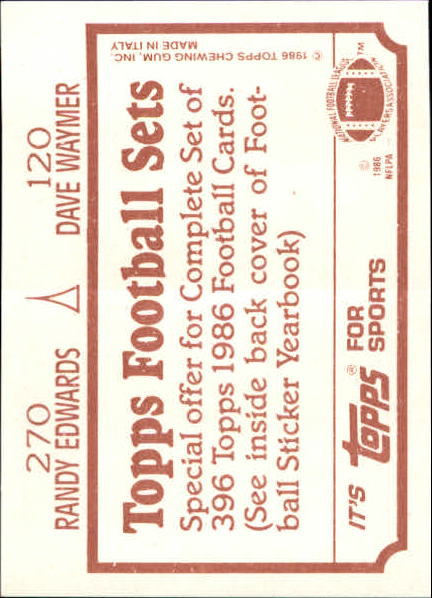 270
RANDY EDWARDS
120
DAVE WAYMER
Topps Football Sets
Special offer for Complete Set of
396 Topps 1986 Football Cards.
(See inside back cover of Foot-
ball Sticker Yearbook)
© 1986 TOPPS CHEWING GUM, INC.
MADE IN ITALY
IT'S
Topps®
FOR
SPORTS
NATIONAL FOOTBALL LEAGUE
PLAYERS ASSOCIATION
TM
©
1986
NFLPA